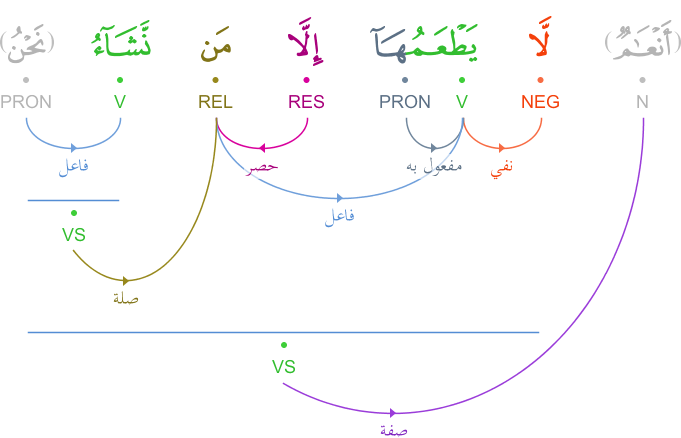 (أَنْعَٰمٌ) لَّا يَطْعَمُهَآ إِلَّا مَن نَّشَآءُ (نَحْنُ)
N NEG V PRON RES REL V PRON
نفي مفعول به حصر فاعل
فاعل
VS
صلة
VS
صفة